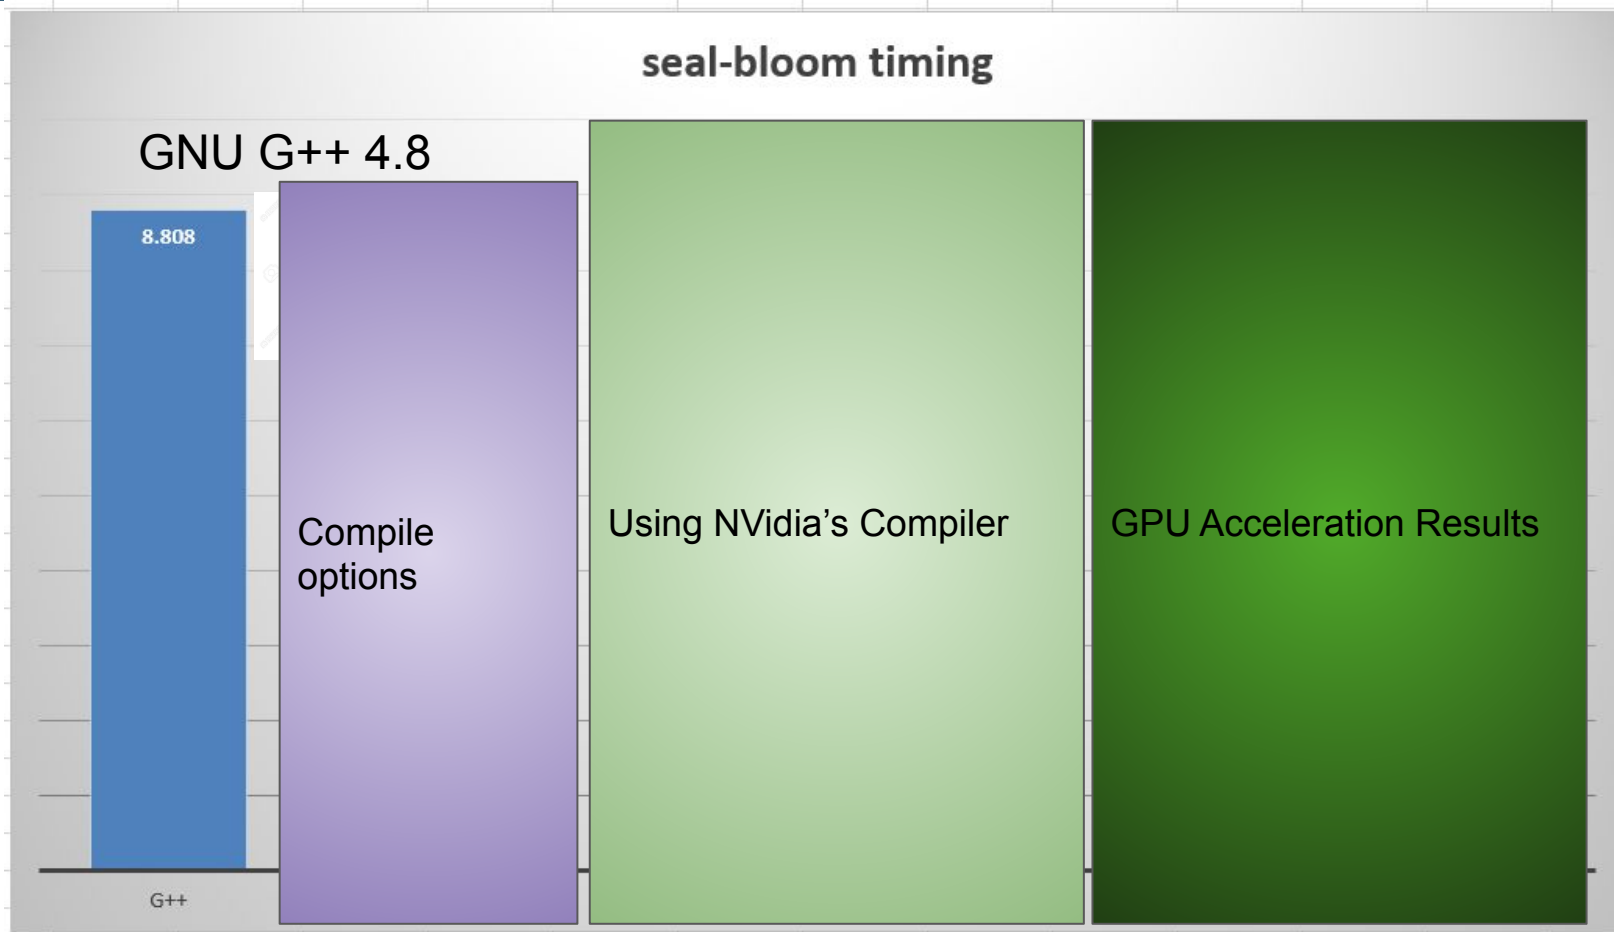 seal-bloom timing
GNU G++ 4.8
8.808
Compile
options
Using NVidia’s Compiler
GPU Acceleration Results
G++